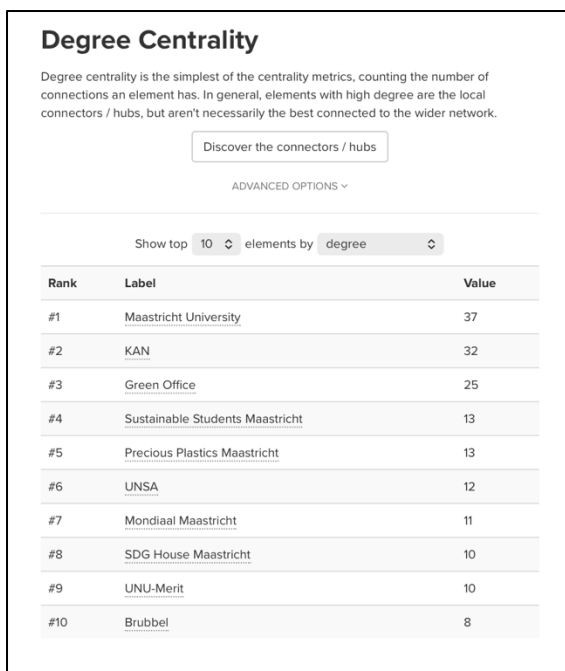 Degree Centrality
Degree centrality is the simplest of the centrality metrics, counting the number of
connections an element has. In general, elements with high degree are the local
connectors / hubs, but aren't necessarily the best connected to the wider network.
Discover the connectors / hubs
ADVANCED OPTIONS
Show top 10 elements by degree
Rank Label Value
#1 Maastricht University 37
#2 KAN 32
#3 Green Office 25
#4 Sustainable Students Maastricht 13
#5 Precious Plastics Maastricht 13
#6 UNSA 12
#7 Mondiaal Maastricht 11
#8 SDG House Maastricht 10
#9 UNU-Merit 10
#10 Brubbel 8